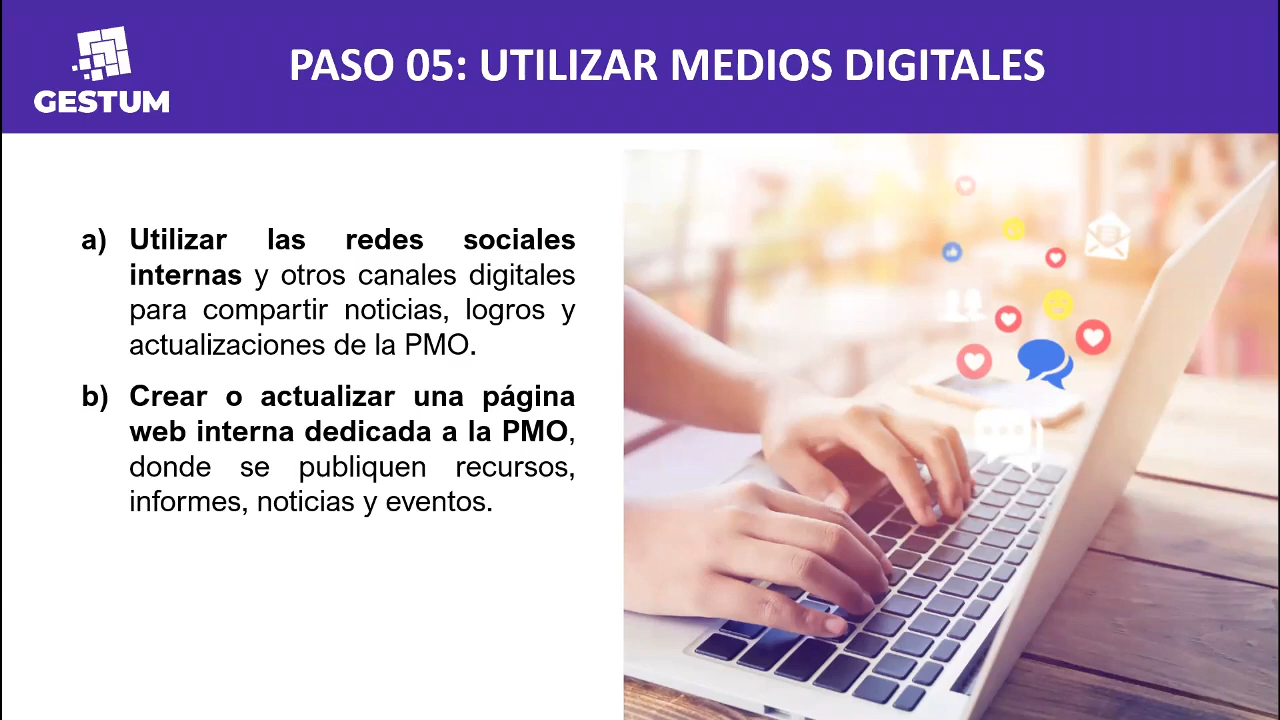 GESTUM
PASO 05: UTILIZAR MEDIOS DIGITALES
a) Utilizar las redes sociales
internas y otros canales digitales
para compartir noticias, logros y
actualizaciones de la PMO.
b) Crear o actualizar una página
web interna dedicada a la PMO,
donde se publiquen recursos,
informes, noticias y eventos.